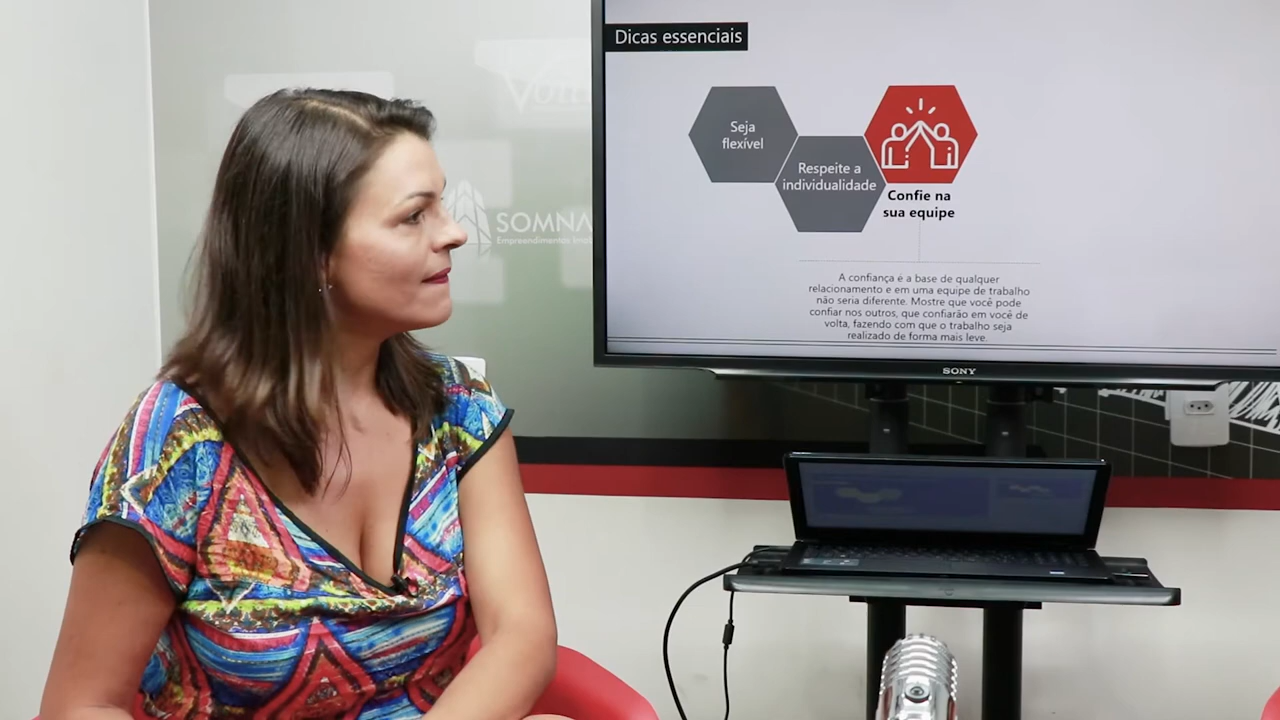 Dicas essenciais
Seja
flexível
Respeite a
individualidade
Confie na
sua equipe
A confiança é a base de qualquer
relacionamento e em uma equipe de trabalho
não seria diferente. Mostre que você pode
confiar nos outros, que confiarão em você de
volta, fazendo com que o trabalho seja
realizado de forma mais leve.
SONY
SOMNA
Empreendimentos